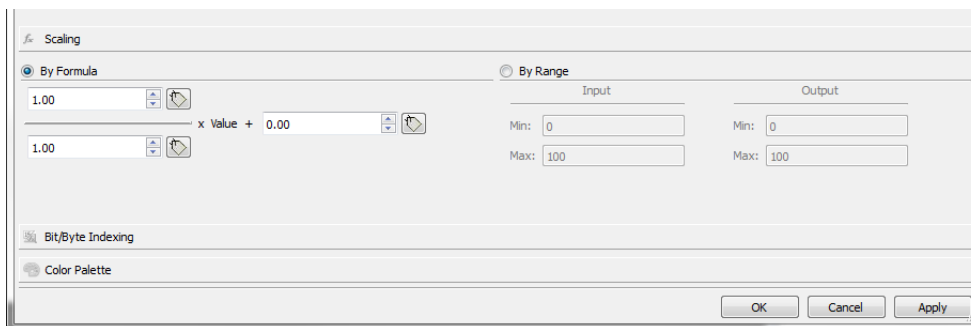 fx Scaling
By Formula
By Range
1.00
x Value + 0.00
1.00
Input
Output
Min: 0
Min: 0
Max: 100
Max: 100
Bit/Byte Indexing
Color Palette
OK
Cancel
Apply